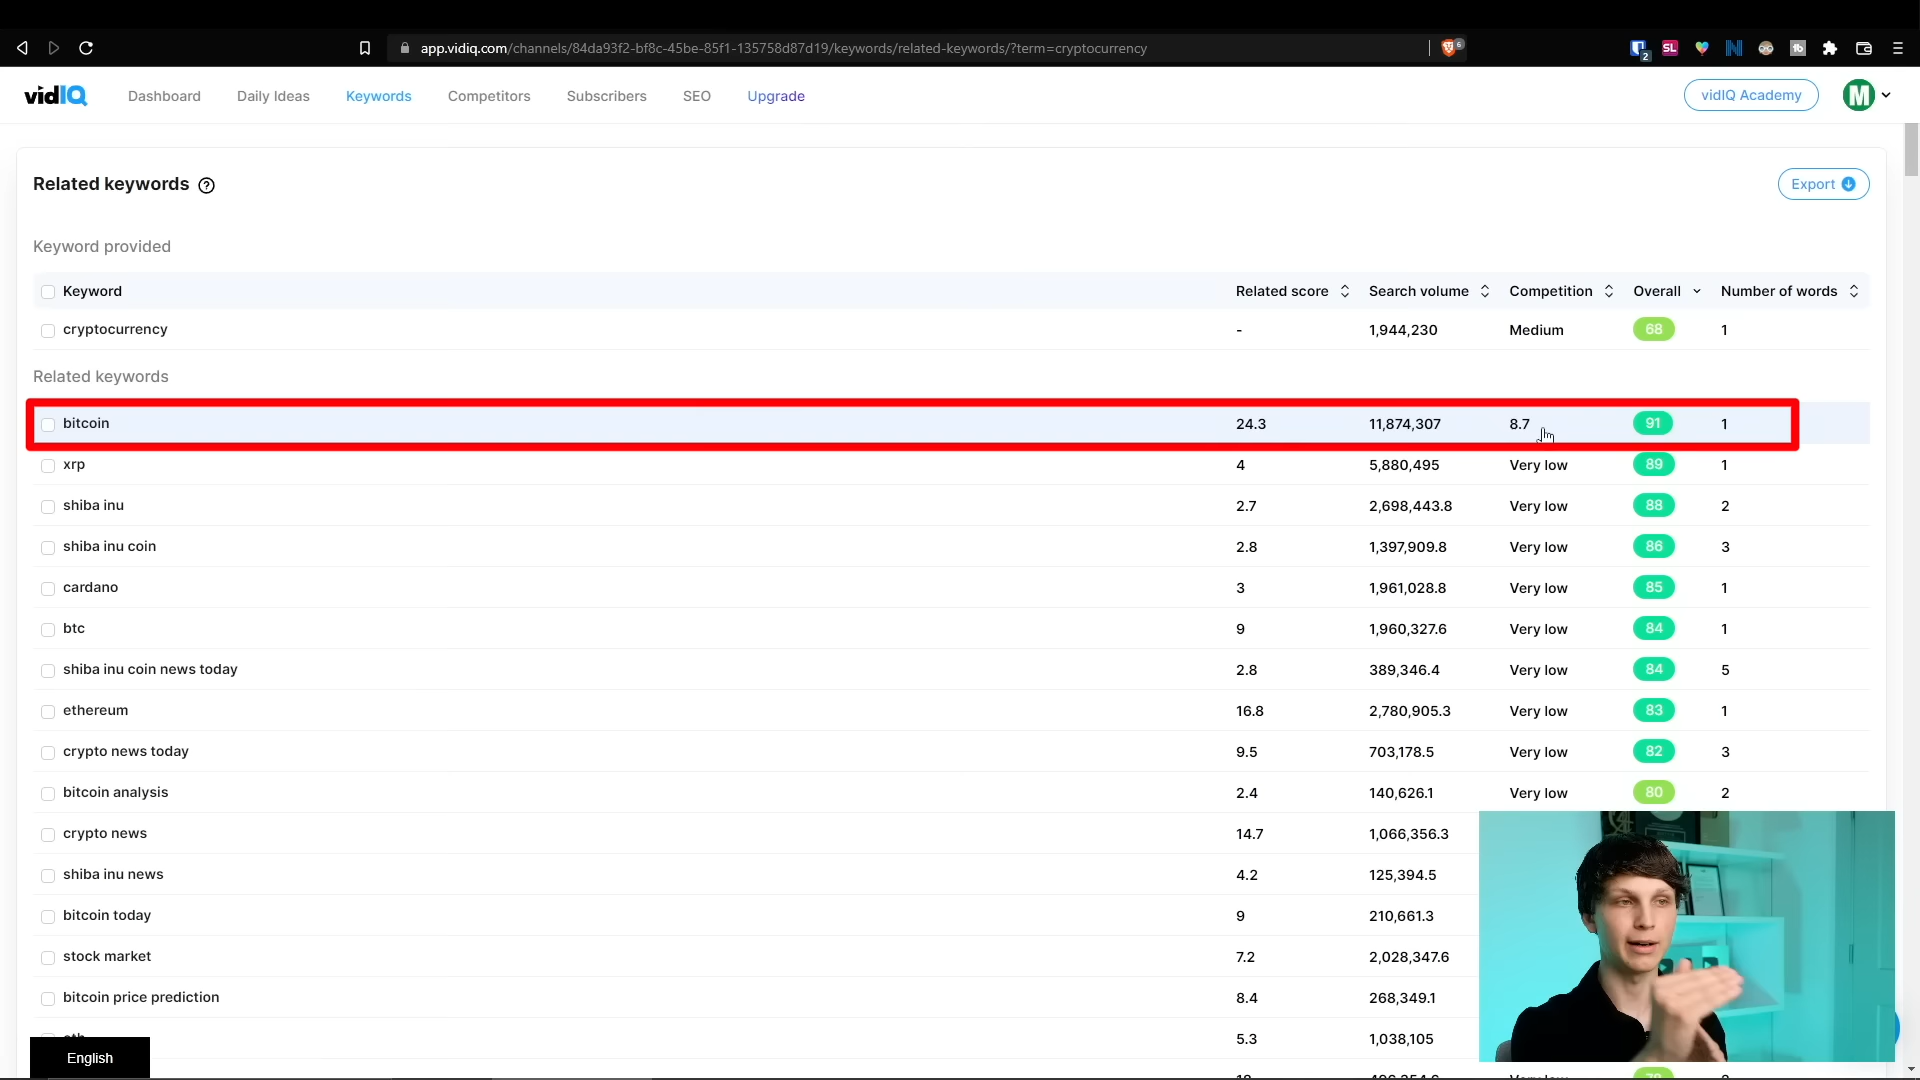 app.vidiq.com/channels/84da93f2-bf8c-45be-85f1-135758d87d19/keywords/related-keywords/?term=cryptocurrency
6
2
SL
N
tb
vidIQ Dashboard Daily Ideas Keywords Competitors Subscribers SEO Upgrade vidIQ Academy M
Related keywords ? Export
Keyword provided
Keyword Related score Search volume Competition Overall Number of words
cryptocurrency - 1,944,230 Medium 68 1
Related keywords
bitcoin 24.3 11,874,307 8.7 91 1
xrp 4 5,880,495 Very low 89 1
shiba inu 2.7 2,698,443.8 Very low 88 2
shiba inu coin 2.8 1,397,909.8 Very low 86 3
cardano 3 1,961,028.8 Very low 85 1
btc 9 1,960,327.6 Very low 84 1
shiba inu coin news today 2.8 389,346.4 Very low 84 5
ethereum 16.8 2,780,905.3 Very low 83 1
crypto news today 9.5 703,178.5 Very low 82 3
bitcoin analysis 2.4 140,626.1 Very low 80 2
crypto news 14.7 1,066,356.3
shiba inu news 4.2 125,394.5
bitcoin today 9 210,661.3
stock market 7.2 2,028,347.6
bitcoin price prediction 8.4 268,349.1
5.3 1,038,105
English